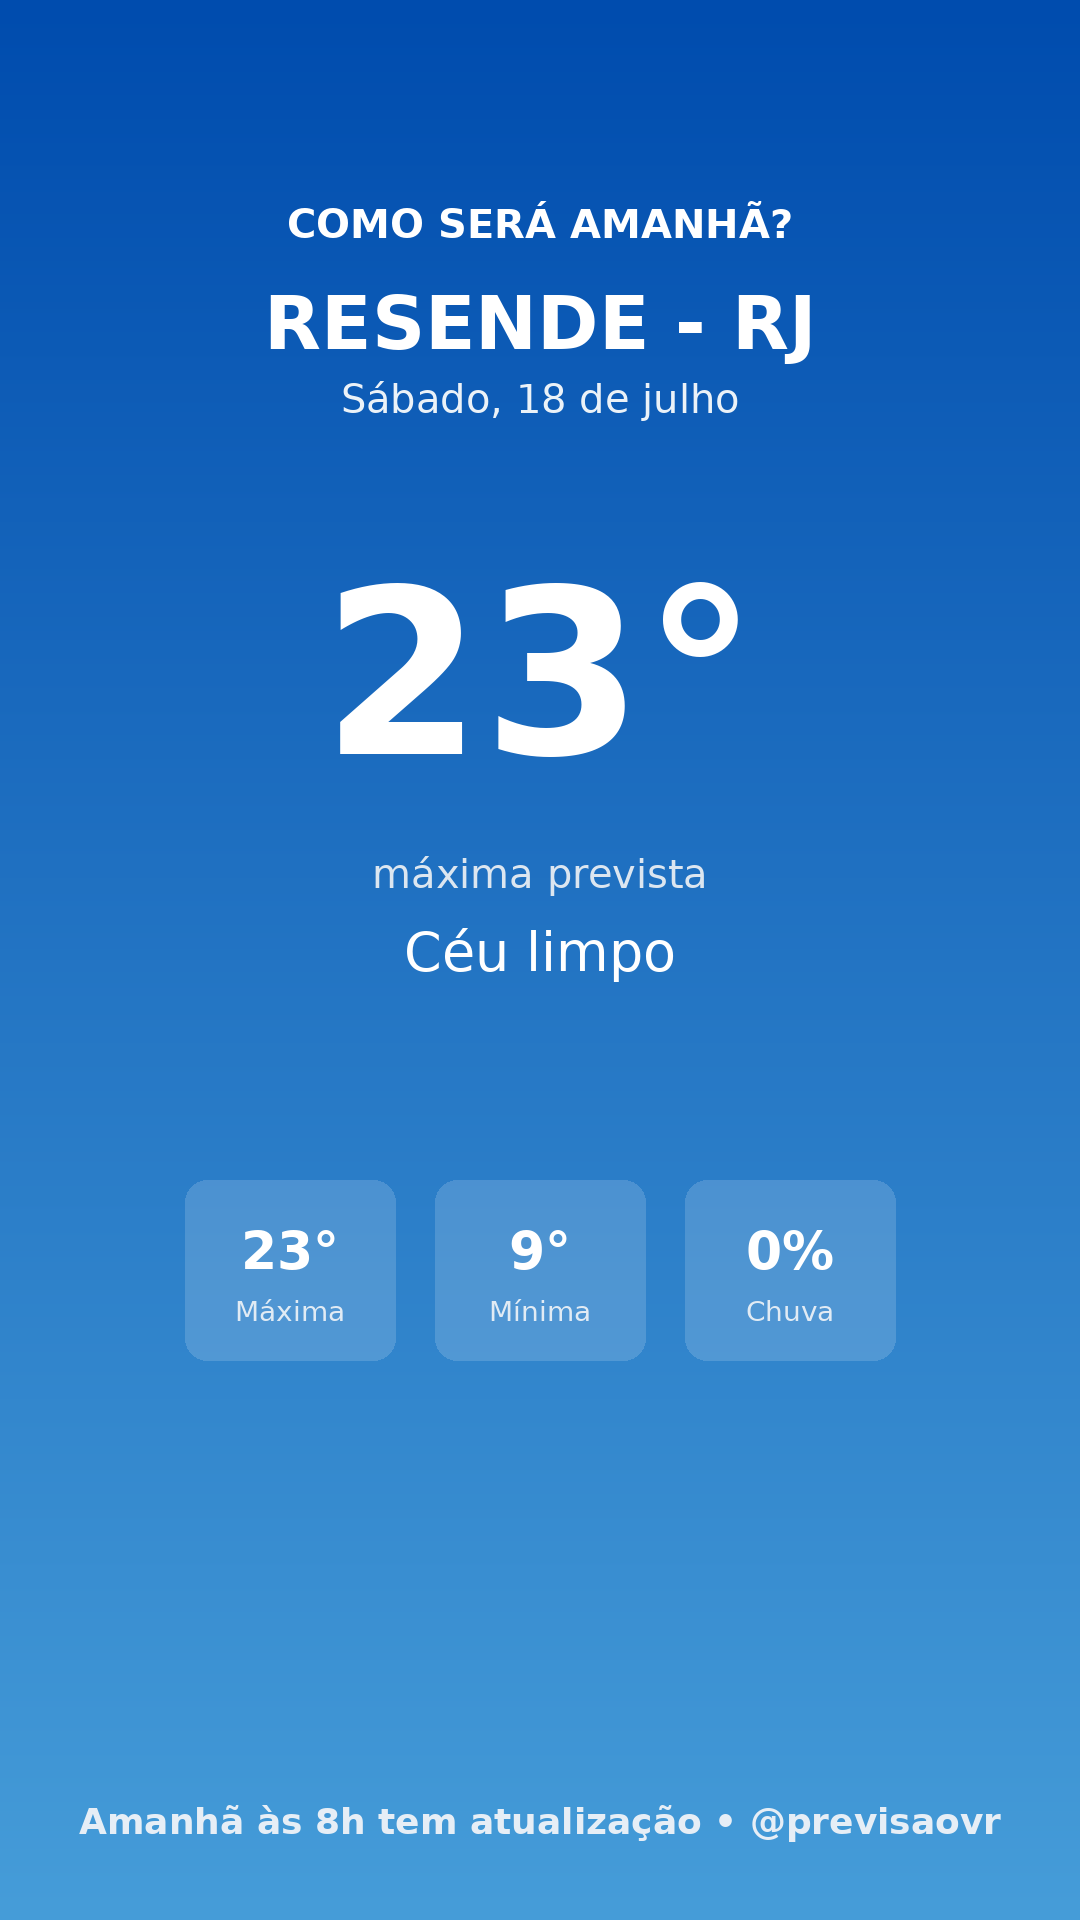 COMO SERÁ AMANHÃ?
RESENDE - RJ
Sábado, 18 de julho
23°
máxima prevista
Céu limpo
23°
Máxima
9°
Mínima
0%
Chuva
Amanhã às 8h tem atualização • @previsaovr